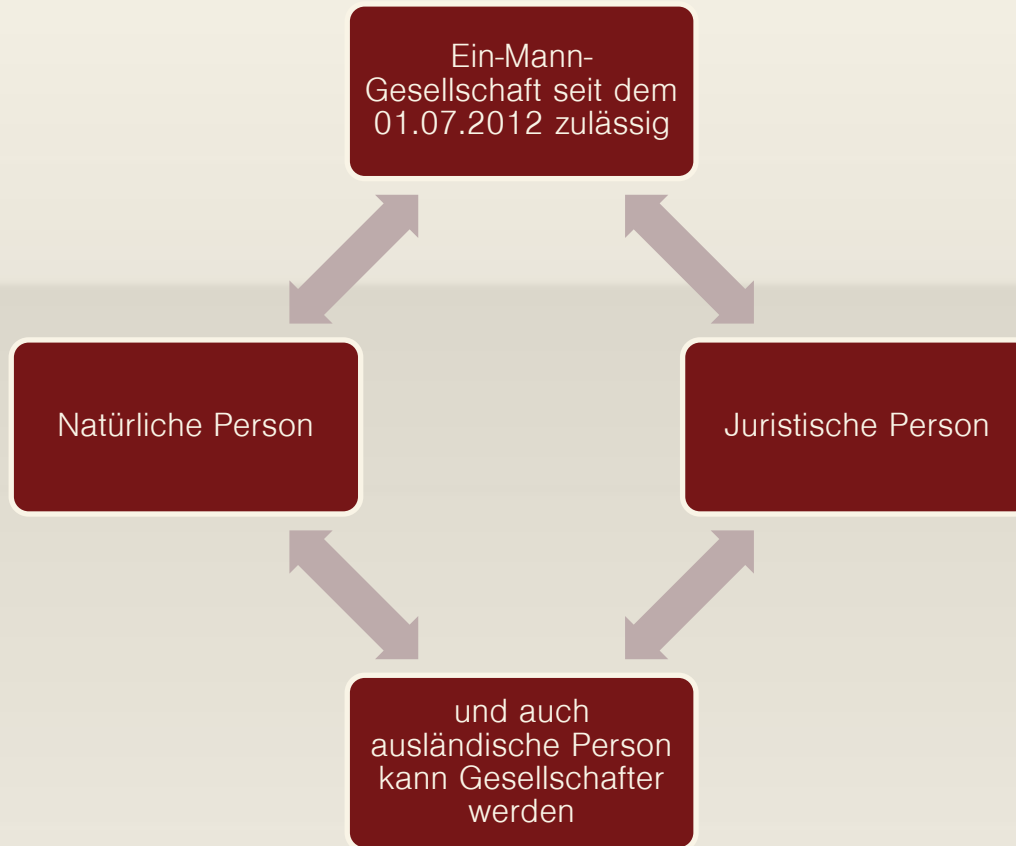 Ein-Mann-
Gesellschaft seit dem
01.07.2012 zulässig
Natürliche Person
Juristische Person
und auch
ausländische Person
kann Gesellschafter
werden